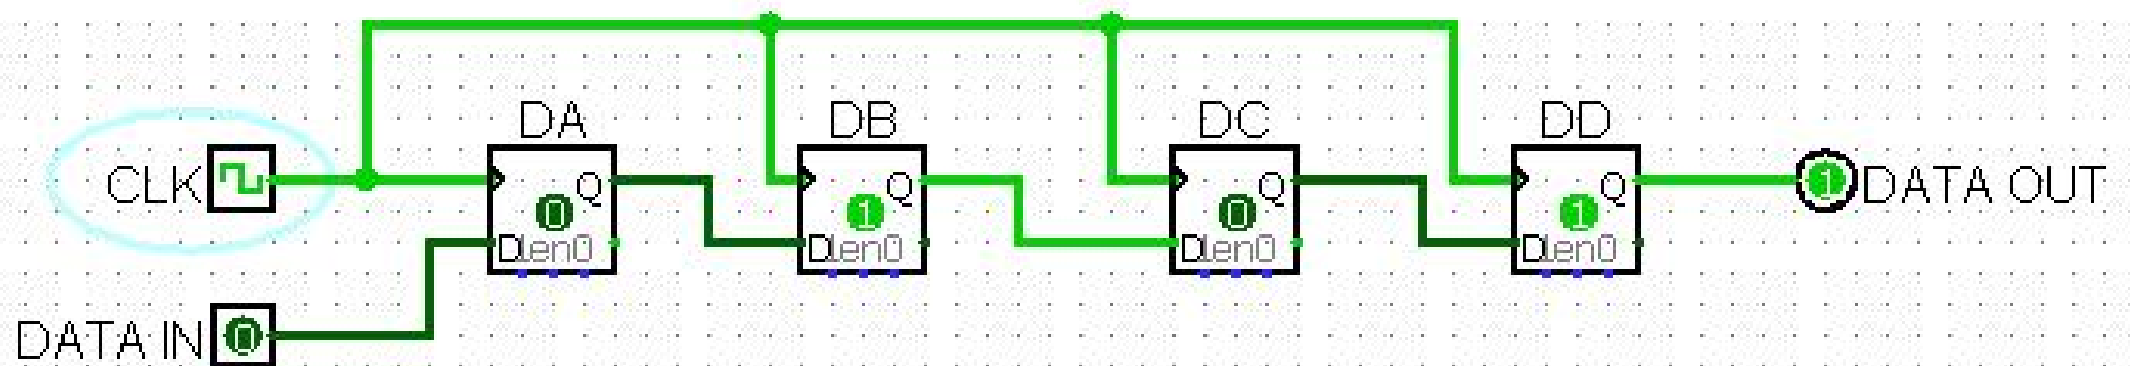 DA DB DC DD
CLK Q Q Q Q 1 DATA OUT
0 1 0 1
D en 0 D en 0 D en 0 D en 0
DATA IN 0